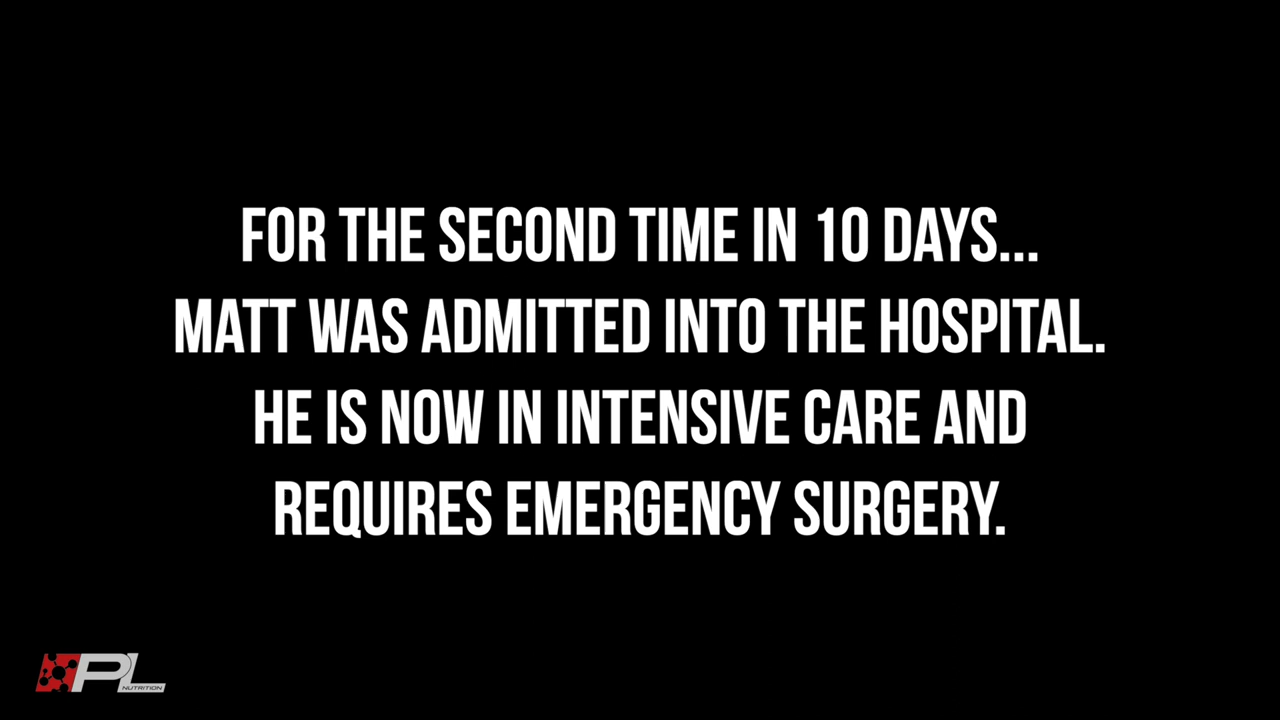 FOR THE SECOND TIME IN 10 DAYS...
MATT WAS ADMITTED INTO THE HOSPITAL.
HE IS NOW IN INTENSIVE CARE AND
REQUIRES EMERGENCY SURGERY.
PL
NUTRITION